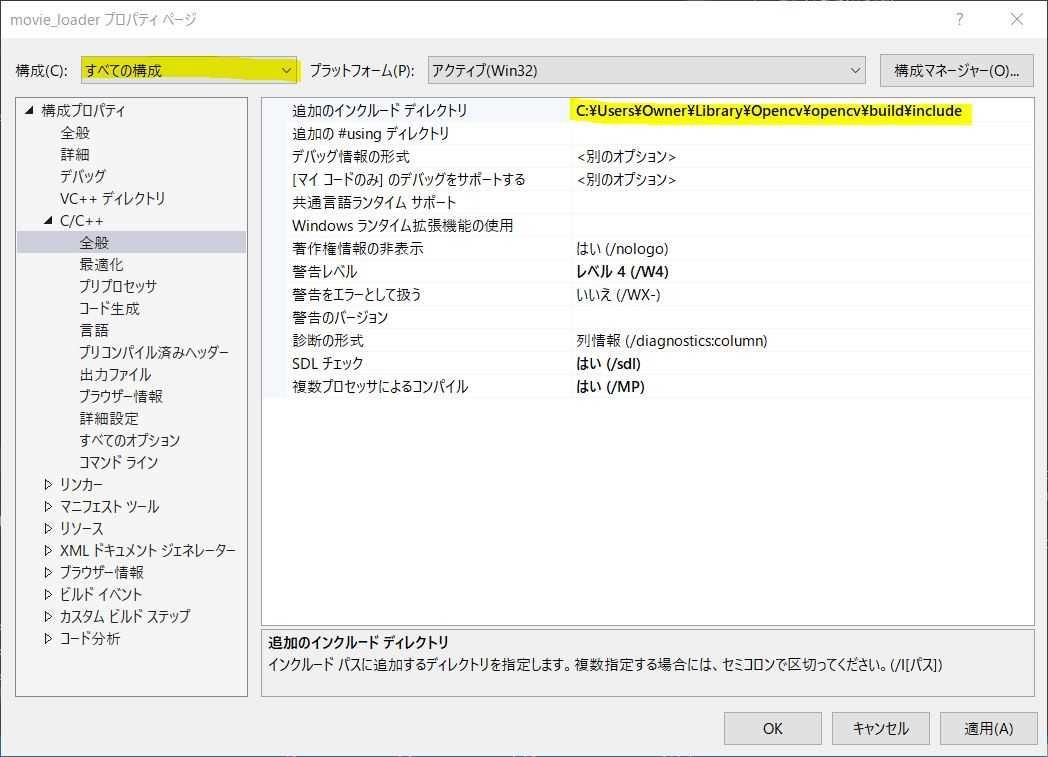 movie_loader プロパティ ページ
構成(C): すべての構成 プラットフォーム(P): アクティブ(Win32) 構成マネージャー(O)...
構成プロパティ
全般
詳細
デバッグ
VC++ ディレクトリ
C/C++
全般
最適化
プリプロセッサ
コード生成
言語
プリコンパイル済みヘッダー
出力ファイル
ブラウザー情報
詳細設定
すべてのオプション
コマンド ライン
リンカー
マニフェスト ツール
リソース
XML ドキュメント ジェネレーター
ブラウザー情報
ビルド イベント
カスタム ビルド ステップ
コード分析
追加のインクルード ディレクトリ C:¥Users¥Owner¥Library¥Opencv¥opencv¥build¥include
追加の #using ディレクトリ
デバッグ情報の形式 <別のオプション>
[マイ コードのみ] のデバッグをサポートする <別のオプション>
共通言語ランタイム サポート
Windows ランタイム拡張機能の使用
著作権情報の非表示 はい (/nologo)
警告レベル レベル 4 (/W4)
警告をエラーとして扱う いいえ (/WX-)
警告のバージョン
診断の形式 列情報 (/diagnostics:column)
SDL チェック はい (/sdl)
複数プロセッサによるコンパイル はい (/MP)
追加のインクルード ディレクトリ
インクルード パスに追加するディレクトリを指定します。複数指定する場合には、セミコロンで区切ってください。(/I[パス])
OK キャンセル 適用(A)